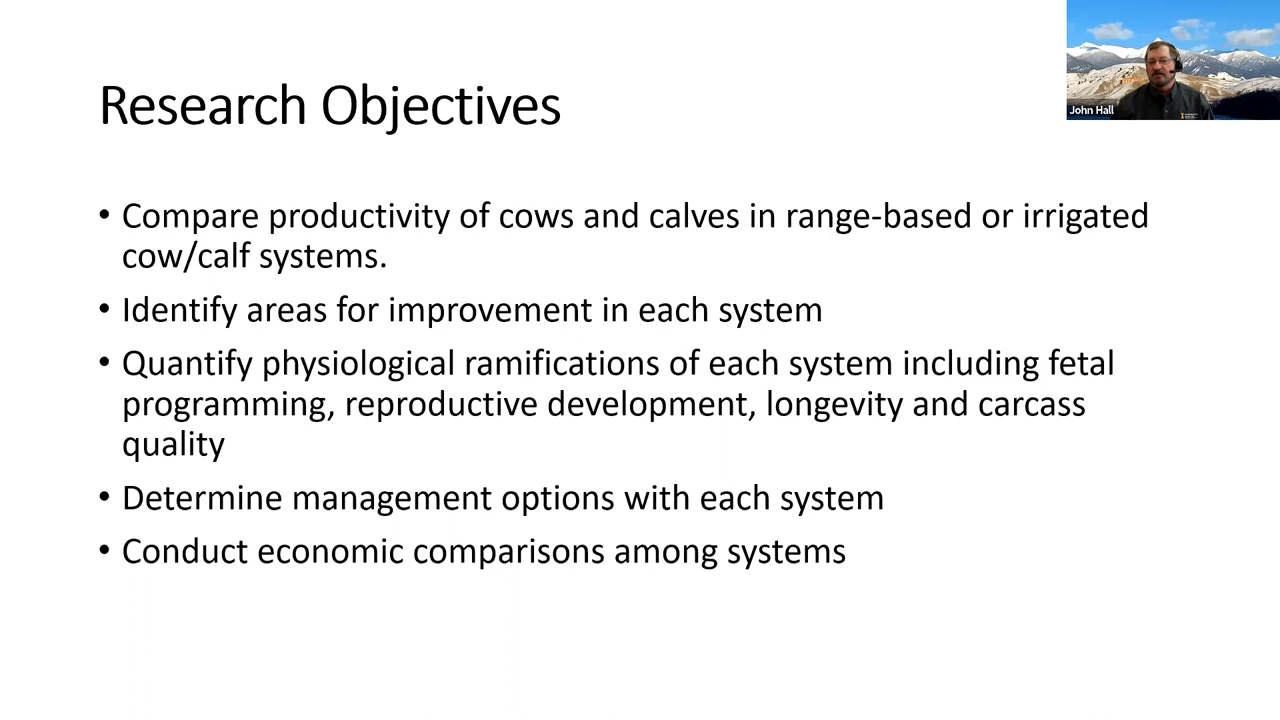 Research Objectives
John Hall
• Compare productivity of cows and calves in range-based or irrigated
cow/calf systems.
• Identify areas for improvement in each system
• Quantify physiological ramifications of each system including fetal
programming, reproductive development, longevity and carcass
quality
• Determine management options with each system
• Conduct economic comparisons among systems